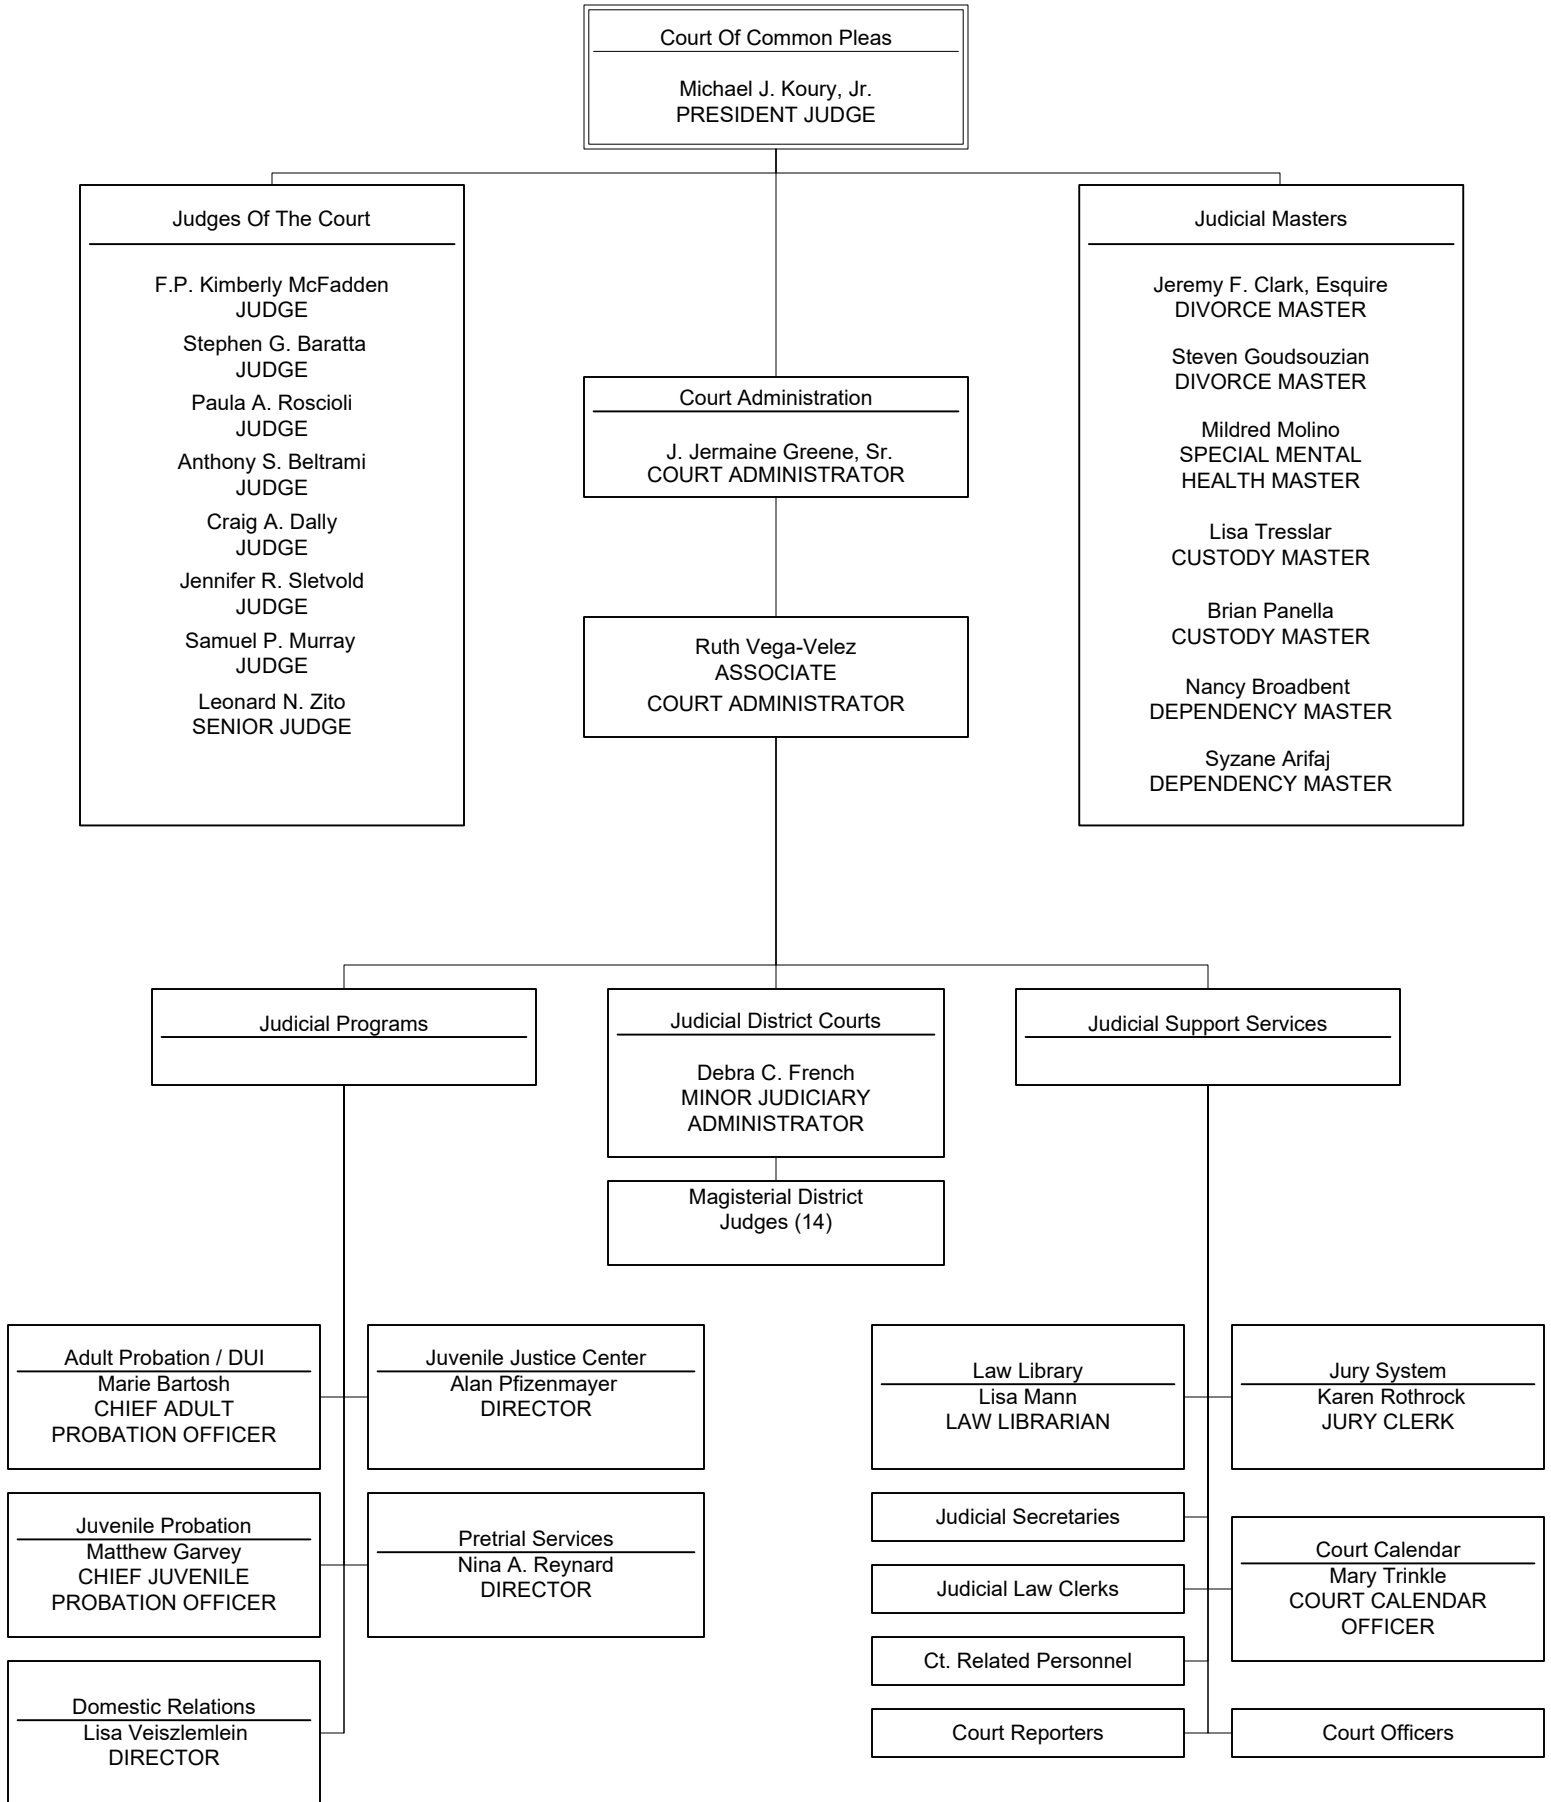 Court Of Common Pleas
Michael J. Koury, Jr.
PRESIDENT JUDGE
Judges Of The Court
F.P. Kimberly McFadden
JUDGE
Stephen G. Baratta
JUDGE
Paula A. Roscioli
JUDGE
Anthony S. Beltrami
JUDGE
Craig A. Dally
JUDGE
Jennifer R. Sletvold
JUDGE
Samuel P. Murray
JUDGE
Leonard N. Zito
SENIOR JUDGE
Court Administration
J. Jermaine Greene, Sr.
COURT ADMINISTRATOR
Ruth Vega-Velez
ASSOCIATE
COURT ADMINISTRATOR
Judicial Masters
Jeremy F. Clark, Esquire
DIVORCE MASTER
Steven Goudsouzian
DIVORCE MASTER
Mildred Molino
SPECIAL MENTAL
HEALTH MASTER
Lisa Tresslar
CUSTODY MASTER
Brian Panella
CUSTODY MASTER
Nancy Broadbent
DEPENDENCY MASTER
Syzane Arifaj
DEPENDENCY MASTER
Judicial Programs
Judicial District Courts
Debra C. French
MINOR JUDICIARY
ADMINISTRATOR
Magisterial District
Judges (14)
Judicial Support Services
Adult Probation / DUI
Marie Bartosh
CHIEF ADULT
PROBATION OFFICER
Juvenile Justice Center
Alan Pfizenmayer
DIRECTOR
Juvenile Probation
Matthew Garvey
CHIEF JUVENILE
PROBATION OFFICER
Pretrial Services
Nina A. Reynard
DIRECTOR
Domestic Relations
Lisa Veiszlemlein
DIRECTOR
Law Library
Lisa Mann
LAW LIBRARIAN
Jury System
Karen Rothrock
JURY CLERK
Judicial Secretaries
Judicial Law Clerks
Court Calendar
Mary Trinkle
COURT CALENDAR
OFFICER
Ct. Related Personnel
Court Reporters
Court Officers